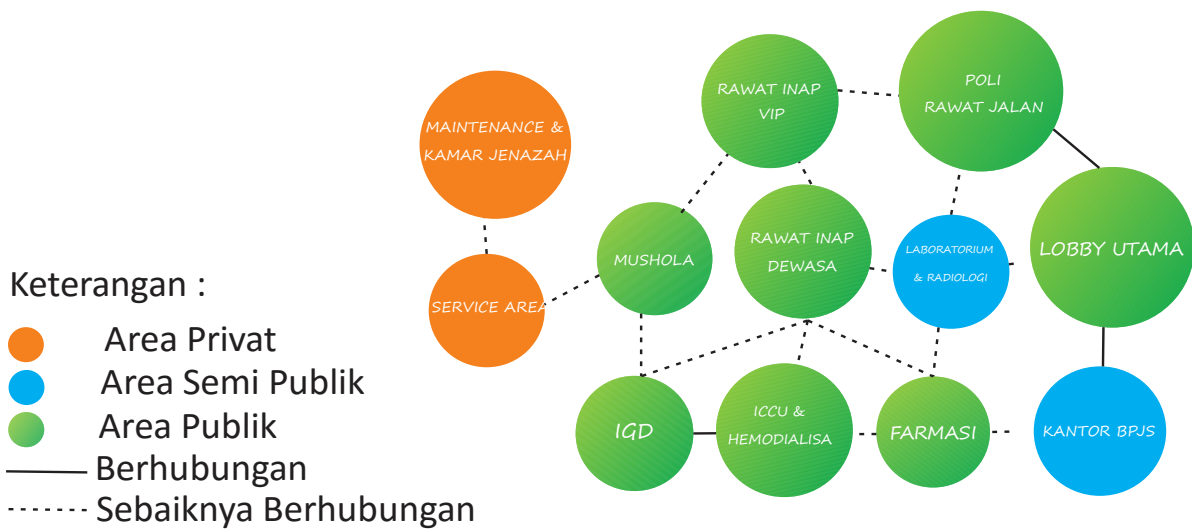 RAWAT INAP
VIP
POLI
RAWAT JALAN
MAINTENANCE &
KAMAR JENAZAH
MUSHOLA
RAWAT INAP
DEWASA
LABORATORIUM
& RADIOLOGI
LOBBY UTAMA
SERVICE AREA
IGD
ICCU &
HEMODIALISA
FARMASI
KANTOR BPJS
Keterangan :
Area Privat
Area Semi Publik
Area Publik
Berhubungan
Sebaiknya Berhubungan